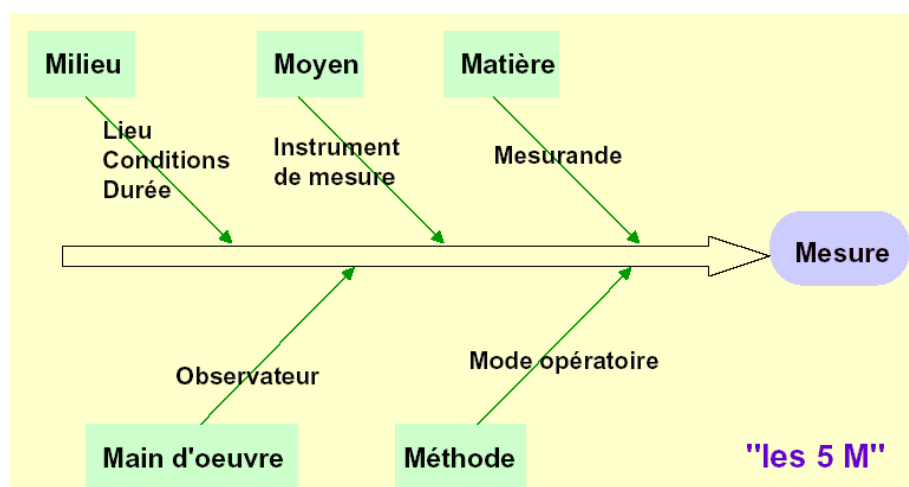 Milieu
Moyen
Matière
Lieu
Conditions
Durée
Instrument
de mesure
Mesurande
Mesure
Observateur
Mode opératoire
Main d'oeuvre
Méthode
"les 5 M"